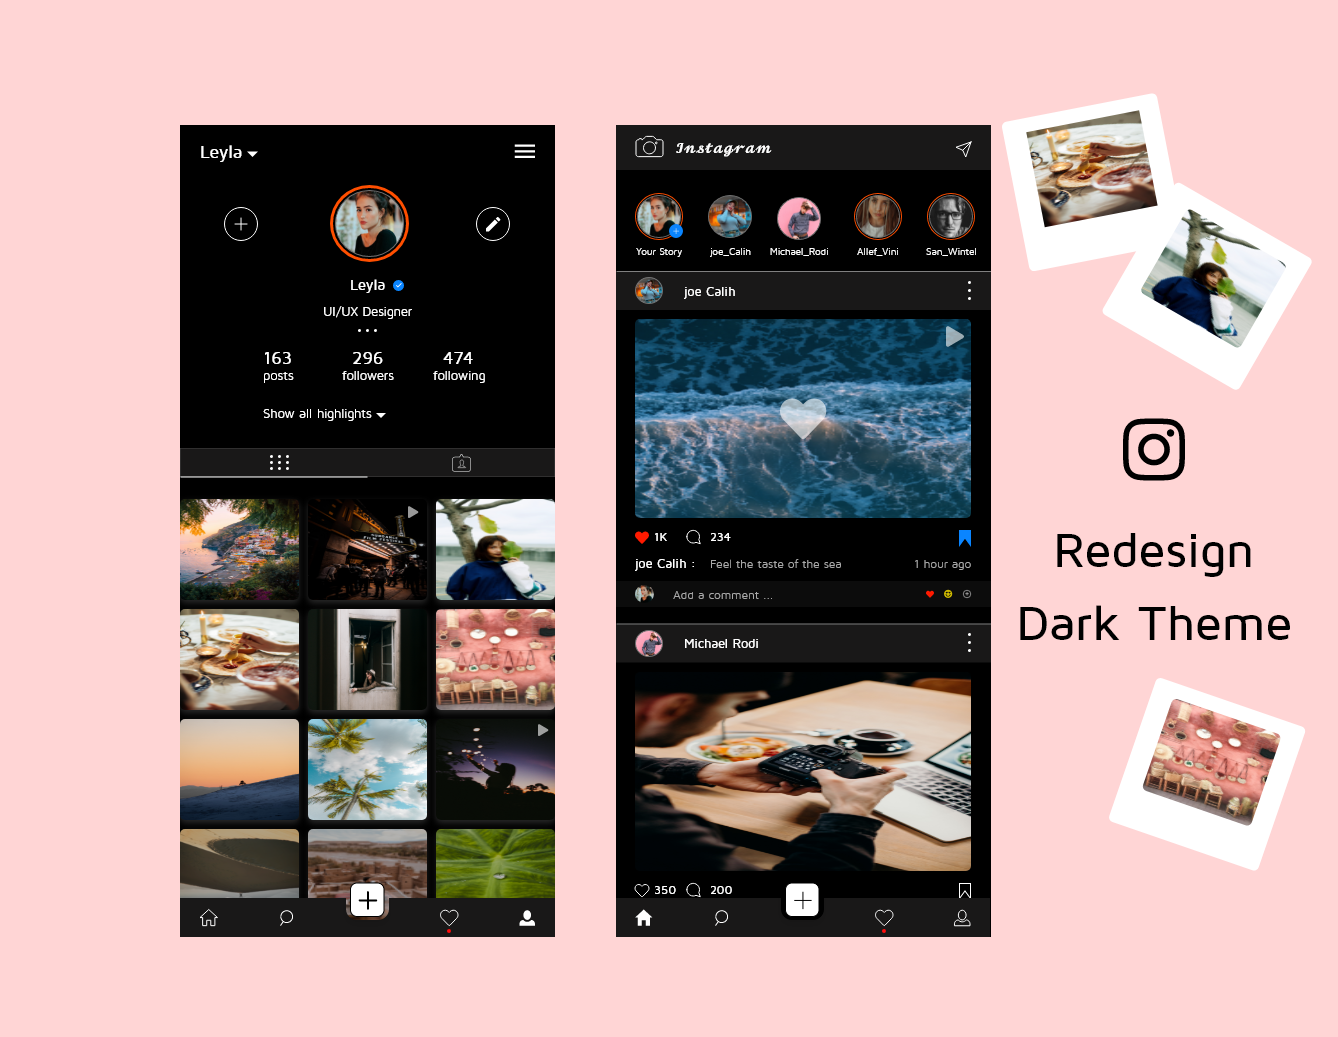 Leyla
Leyla
UI/UX Designer
163 296 474
posts followers following
Show all highlights
Instagram
Your Story joe_Calih Michael_Rodi Allef_Vini San_Wintel
joe Calih
1K 234
joe Calih : Feel the taste of the sea 1 hour ago
Add a comment ...
Michael Rodi
350 200
Redesign
Dark Theme